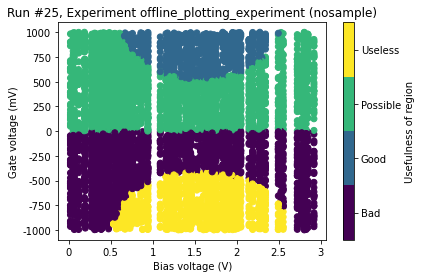 Run #25, Experiment offline_plotting_experiment (nosample)
1000
750
500
250
0
-250
-500
-750
-1000
Gate voltage (mV)
0 0.5 1 1.5 2 2.5 3
Bias voltage (V)
Useless
Possible
Good
Bad
Usefulness of region